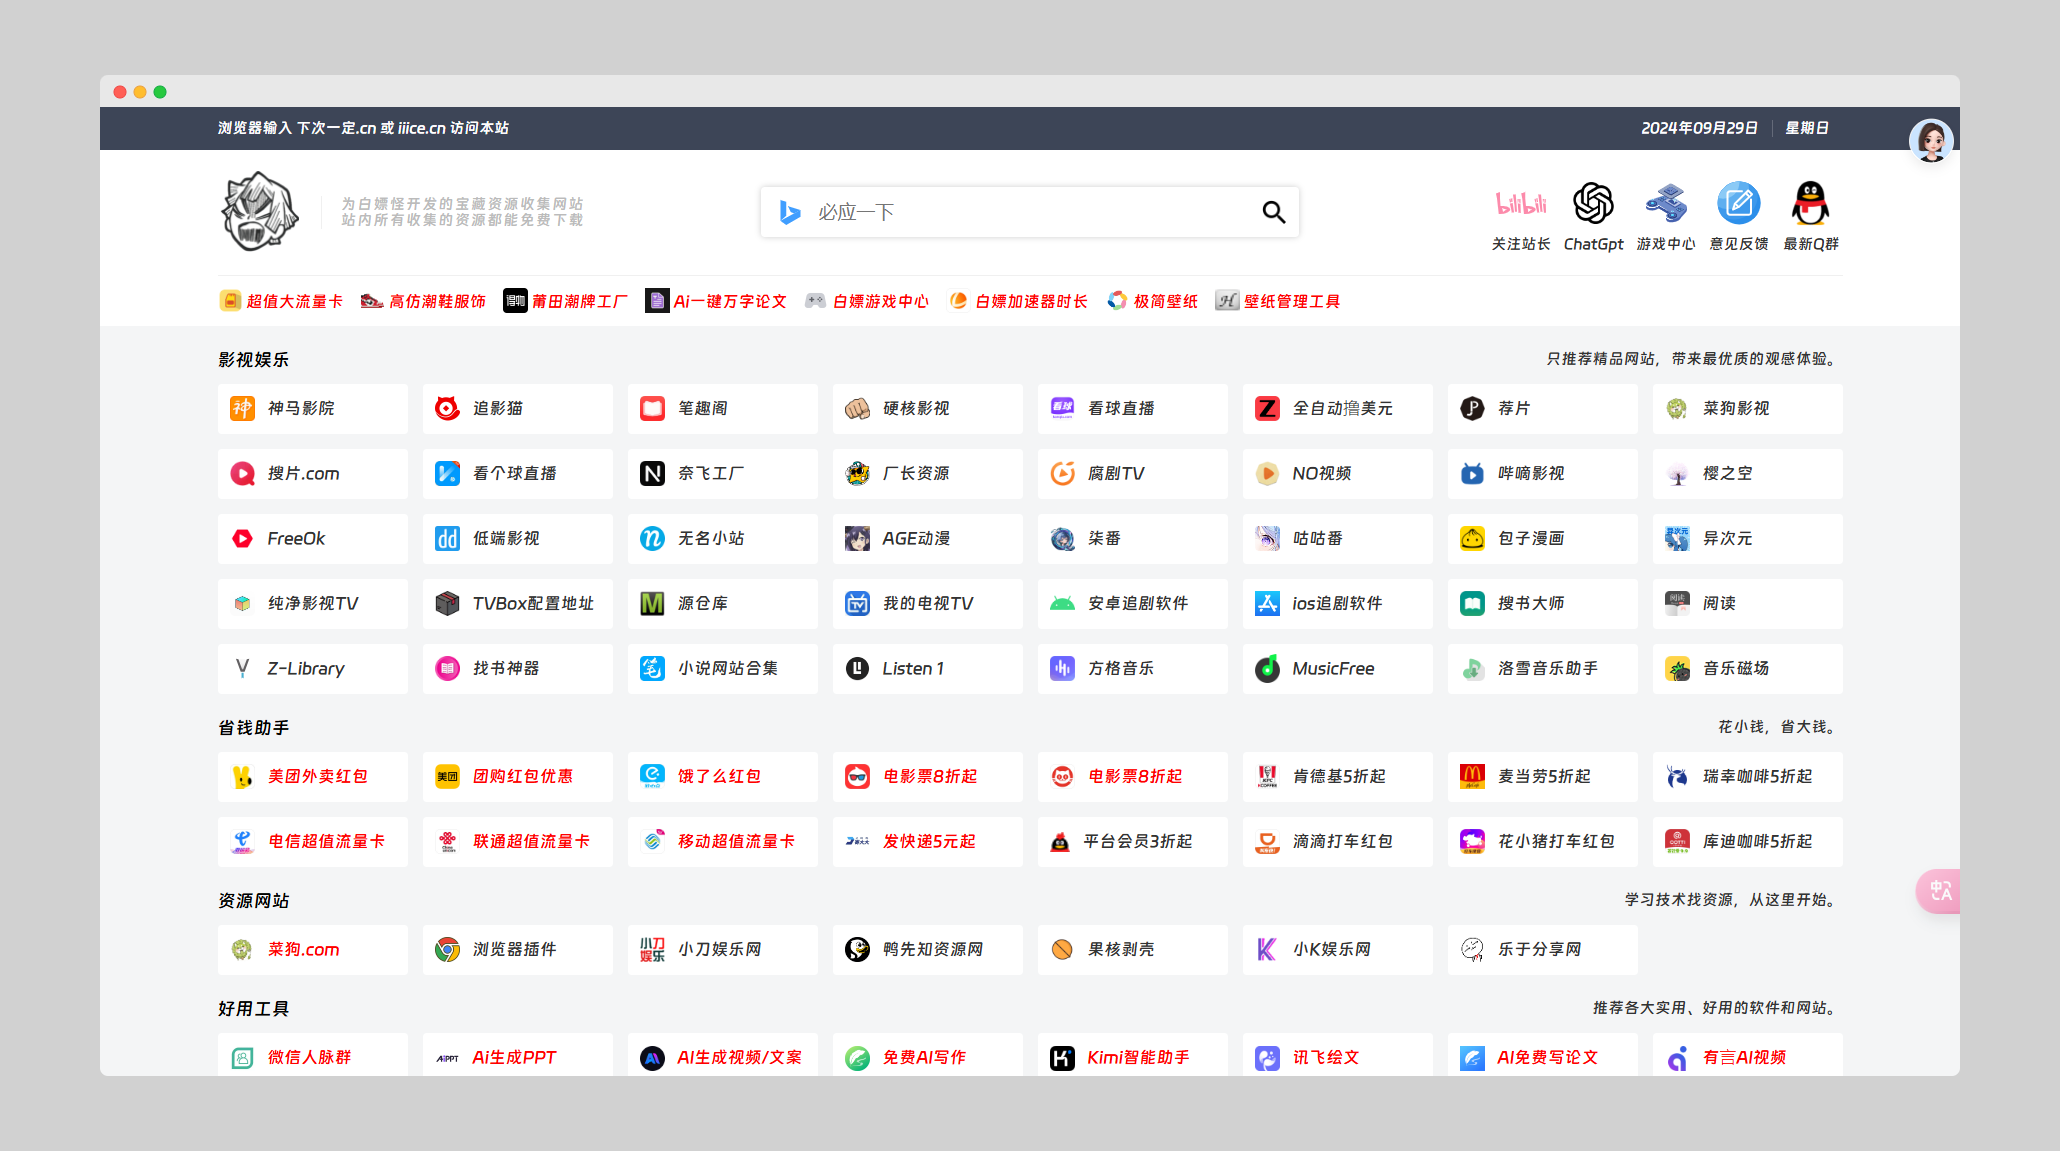 浏览器输入 下次一定.cn 或 iiice.cn 访问本站
2024年09月29日 星期日
为白嫖怪开发的宝藏资源收集网站
站内所有收集的资源都能免费下载
必应一下
bilibili
关注站长 ChatGpt 游戏中心 意见反馈 最新Q群
超值大流量卡 高仿潮鞋服饰 莆田潮牌工厂 Ai一键万字论文 白嫖游戏中心 白嫖加速器时长 极简壁纸 壁纸管理工具
影视娱乐 只推荐精品网站，带来最优质的观感体验。
神马影院 追影猫 笔趣阁 硬核影视 看球直播 全自动撸美元 荐片 菜狗影视
搜片.com 看个球直播 奈飞工厂 厂长资源 腐剧TV NO视频 哔嘀影视 樱之空
FreeOk 低端影视 无名小站 AGE动漫 柒番 咕咕番 包子漫画 异次元
纯净影视TV TVBox配置地址 源仓库 我的电视TV 安卓追剧软件 ios追剧软件 搜书大师 阅读
Z-Library 找书神器 小说网站合集 Listen 1 方格音乐 MusicFree 洛雪音乐助手 音乐磁场
省钱助手 花小钱，省大钱。
美团外卖红包 团购红包优惠 饿了么红包 电影票8折起 电影票8折起 肯德基5折起 麦当劳5折起 瑞幸咖啡5折起
电信超值流量卡 联通超值流量卡 移动超值流量卡 发快递5元起 平台会员3折起 滴滴打车红包 花小猪打车红包 库迪咖啡5折起
资源网站 学习技术找资源，从这里开始。
菜狗.com 浏览器插件 小刀娱乐网 鸭先知资源网 果核剥壳 小K娱乐网 乐于分享网
好用工具 推荐各大实用、好用的软件和网站。
微信人脉群 Ai生成PPT AI生成视频/文案 免费AI写作 Kimi智能助手 讯飞绘文 AI免费写论文 有言AI视频